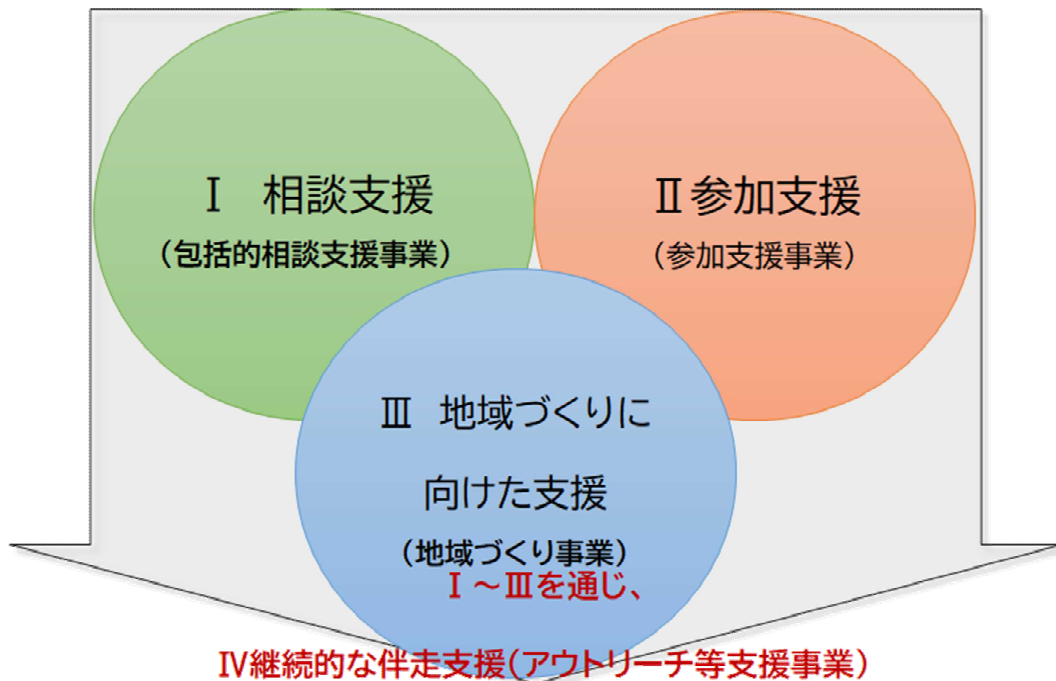 Ⅰ　相談支援
（包括的相談支援事業）
Ⅱ参加支援
（参加支援事業）
Ⅲ　地域づくりに
向けた支援
（地域づくり事業）
Ⅰ～Ⅲを通じ、
Ⅳ継続的な伴走支援（アウトリーチ等支援事業）